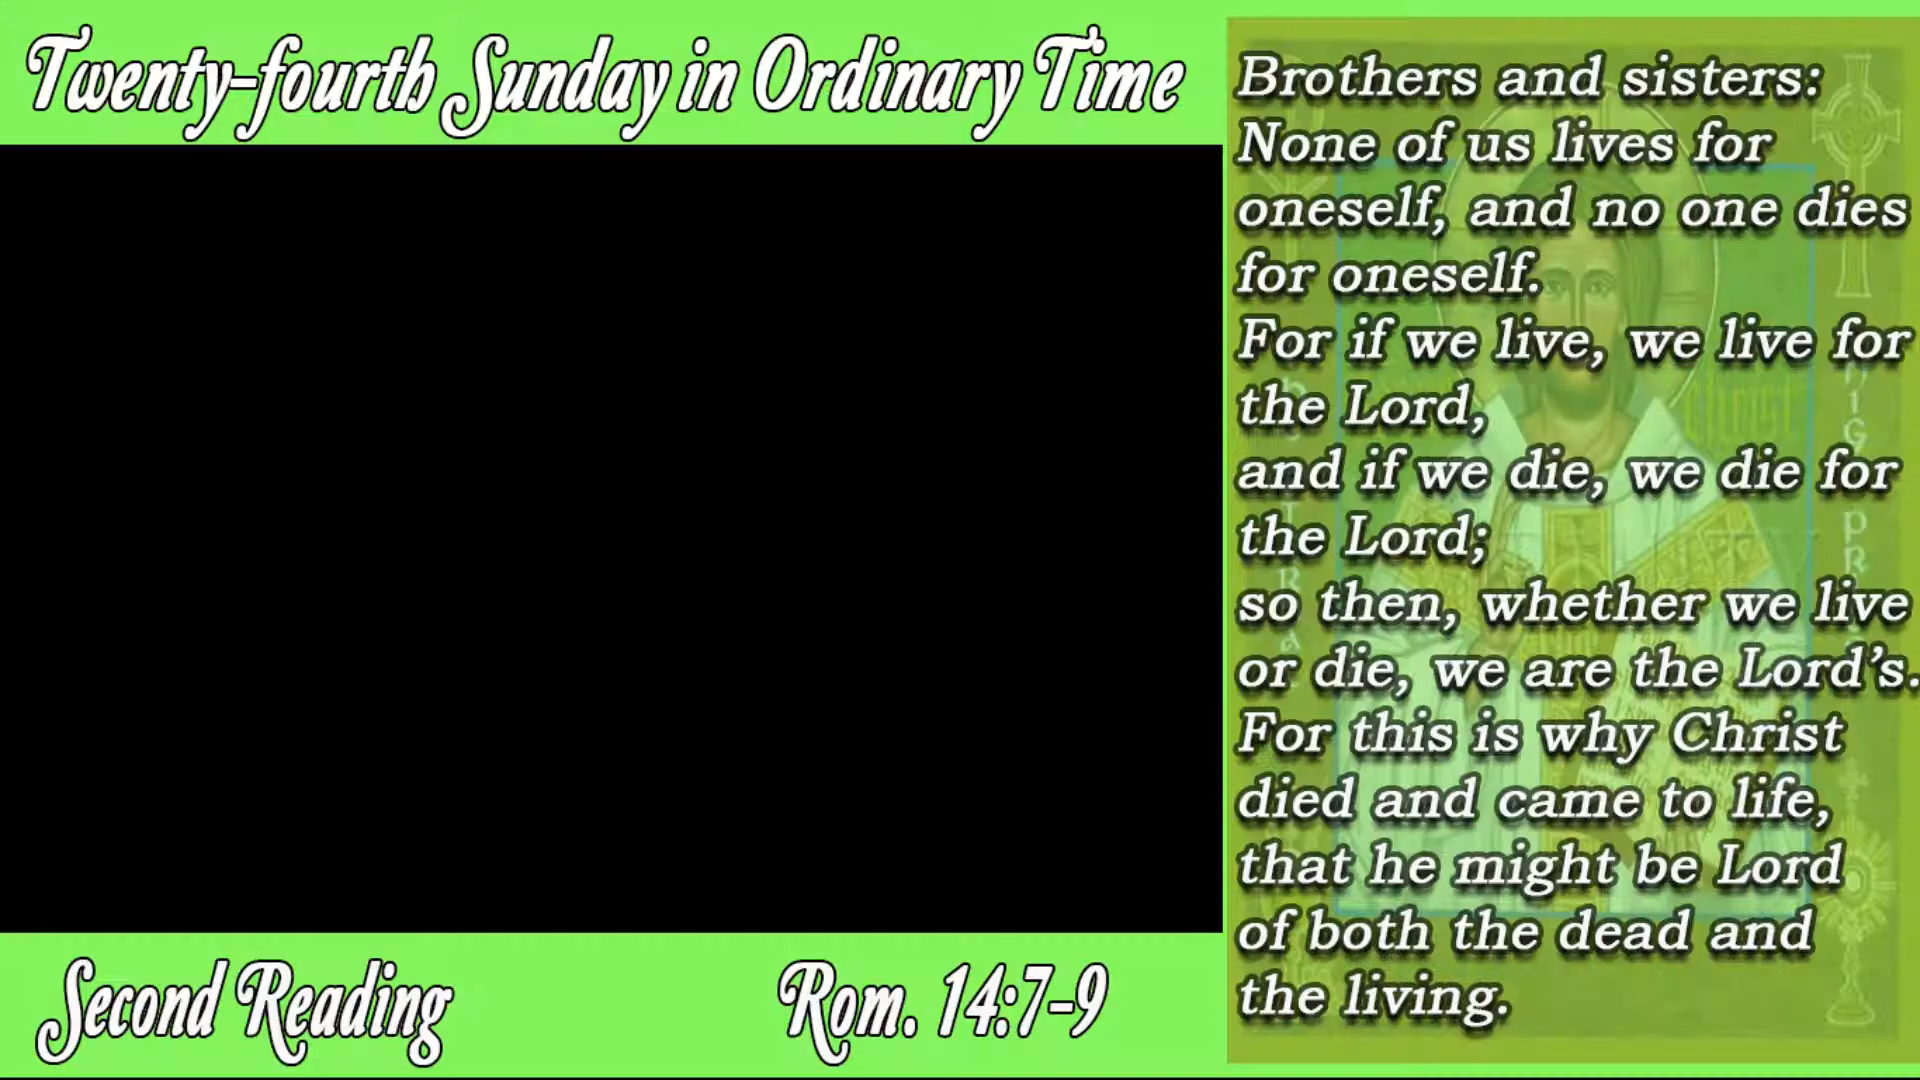 Twenty-fourth Sunday in Ordinary Time
Brothers and sisters:
None of us lives for
oneself, and no one dies
for oneself.
For if we live, we live for
the Lord,
and if we die, we die for
the Lord;
so then, whether we live
or die, we are the Lord’s.
For this is why Christ
died and came to life,
that he might be Lord
of both the dead and
the living.
Second Reading
Rom. 14:7-9